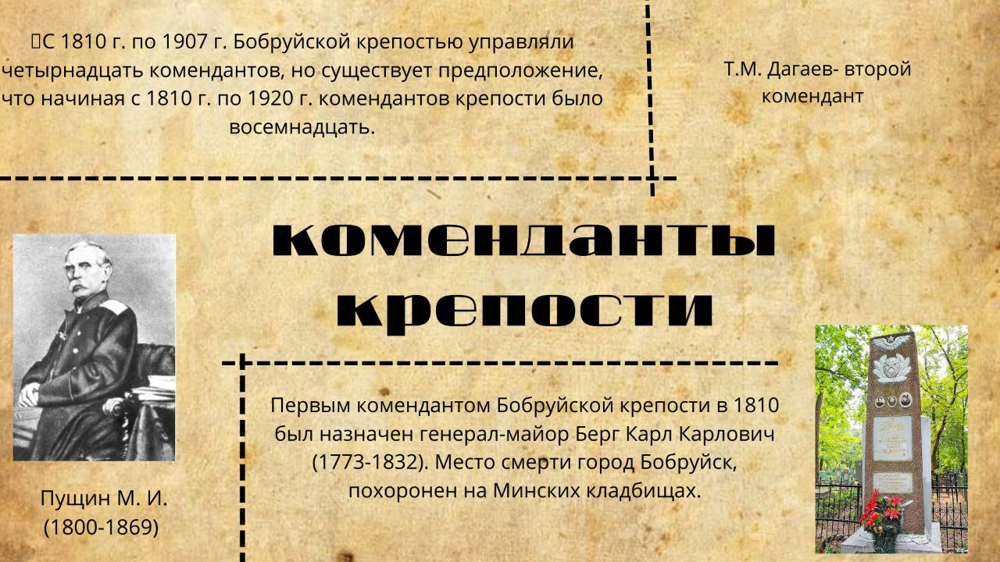 С 1810 г. по 1907 г. Бобруйской крепостью управляли
четырнадцать комендантов, но существует предположение,
что начиная с 1810 г. по 1920 г. комендантов крепости было
восемнадцать.
Т.М. Дагаев- второй
комендант
коменданты
крепости
Первым комендантом Бобруйской крепости в 1810
был назначен генерал-майор Берг Карл Карлович
(1773-1832). Место смерти город Бобруйск,
похоронен на Минских кладбищах.
Пущин М. И.
(1800-1869)